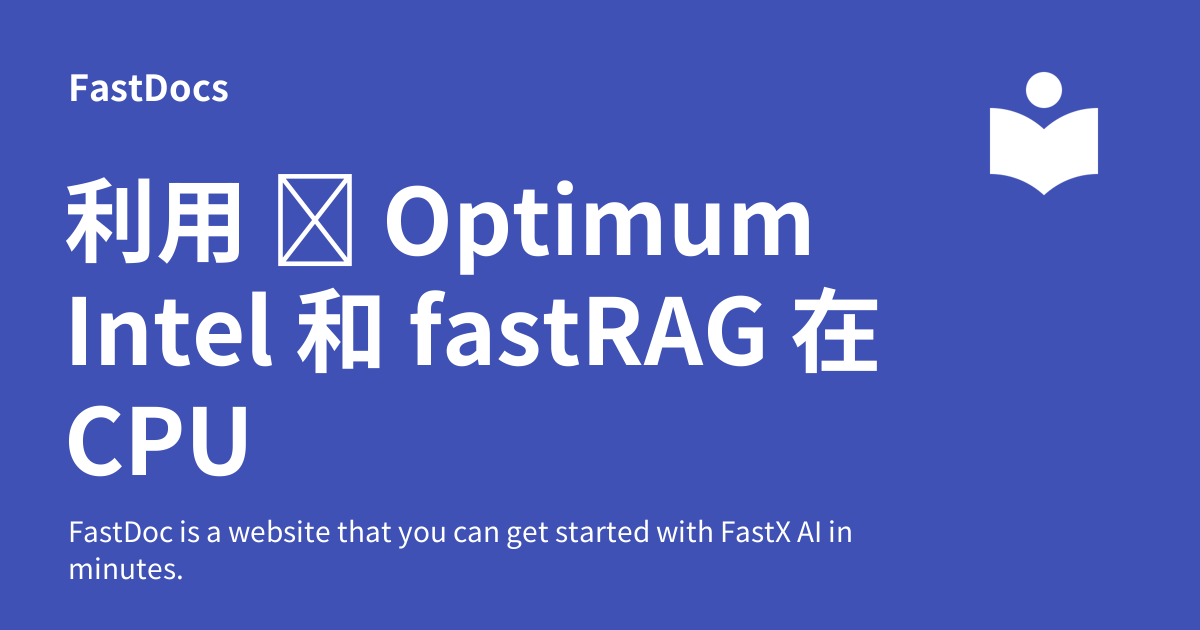 FastDocs
利用 Optimum
Intel 和 fastRAG 在
CPU
FastDoc is a website that you can get started with FastX AI in
minutes.